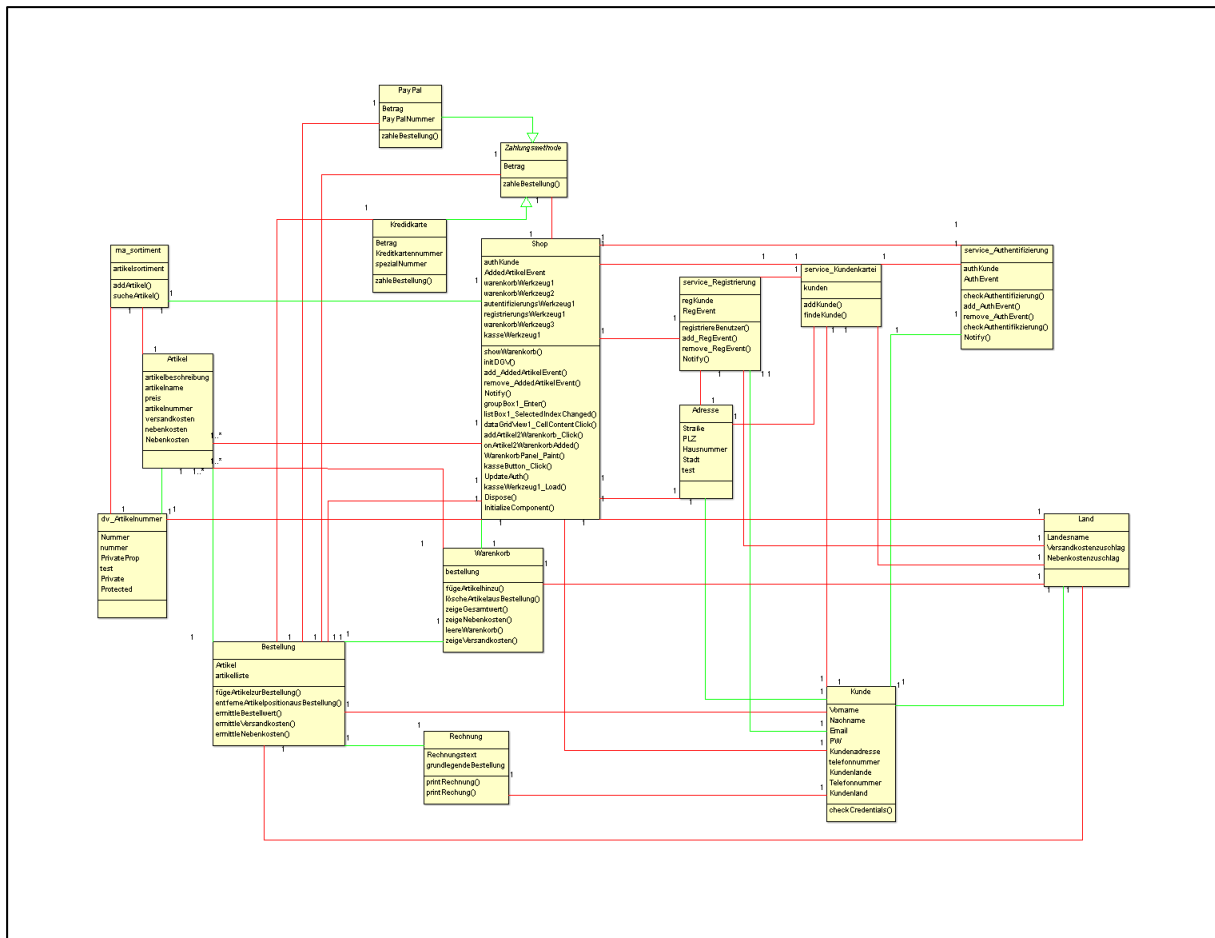 PayPal
Betrag
PayPalNummer
zahleBestellung()
Zahlungsmethode
Betrag
zahleBestellung()
Kredidkarte
Betrag
Kreditkartennummer
spezialNummer
zahleBestellung()
ma_sortiment
artikelsortiment
addArtikel()
sucheArtikel()
Shop
authKunde
AddedArtikelEvent
warenkorbWerkzeug1
warenkorbWerkzeug2
autentifizierungsWerkzeug1
registrierungsWerkzeug1
warenkorbWerkzeug3
kasseWerkzeug1
showWarenkorb()
initDGV()
add_AddedArtikelEvent()
remove_AddedArtikelEvent()
Notify()
groupBox1_Enter()
listBox1_SelectedIndexChanged()
dataGridView1_CellContentClick()
addArtikel2Warenkorb_Click()
onArtikel2WarenkorbAdded()
WarenkorbPanel_Paint()
kasseButton_Click()
UpdateAuth()
kasseWerkzeug1_Load()
Dispose()
InitializeComponent()
service_Registrierung
regKunde
RegEvent
registriereBenutzer()
add_RegEvent()
remove_RegEvent()
Notify()
service_Kundenkartei
kunden
addKunde()
findeKunde()
service_Authentifizierung
authKunde
AuthEvent
checkAuthentifizierung()
add_AuthEvent()
remove_AuthEvent()
checkAuthentifikzierung()
Notify()
Artikel
artikelbeschreibung
artikelname
preis
artikelnummer
versandkosten
nebenkosten
Nebenkosten
1..*
1..*
1..*
Adresse
Straße
PLZ
Hausnummer
Stadt
test
dv_Artikelnummer
Nummer
nummer
PrivateProp
test
Private
Protected
Land
Landesname
Versandkostenzuschlag
Nebenkostenzuschlag
Warenkorb
bestellung
fügeArtikelhinzu()
löscheArtikelausBestellung()
zeigeGesamtwert()
zeigeNebenkosten()
leereWarenkorb()
zeigeVersandkosten()
Bestellung
Artikel
artikelliste
fügeArtikelzurBestellung()
entferneArtikelpositionausBestellung()
ermittleBestellwert()
ermittleVersandkosten()
ermittleNebenkosten()
Rechnung
Rechnungstext
grundlegendeBestellung
printRechnung()
printRechung()
Kunde
Vorname
Nachname
Email
PW
Kundenadresse
telefonnummer
Kundenlande
Telefonnummer
Kundenland
checkCredentials()